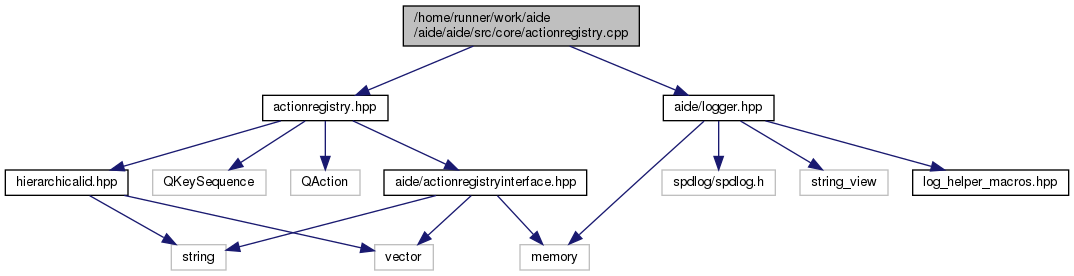 /home/runner/work/aide
/aide/aide/src/core/actionregistry.cpp
actionregistry.hpp
aide/logger.hpp
hierarchicalid.hpp
QKeySequence
QAction
aide/actionregistryinterface.hpp
spdlog/spdlog.h
string_view
log_helper_macros.hpp
string
vector
memory